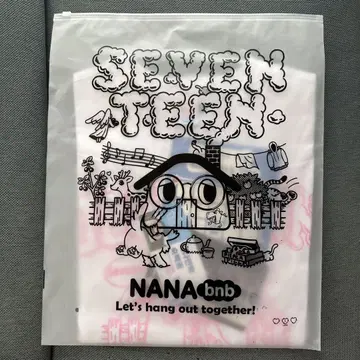 SEVEN
TEEN
NANA bnb
Let's hang out together!